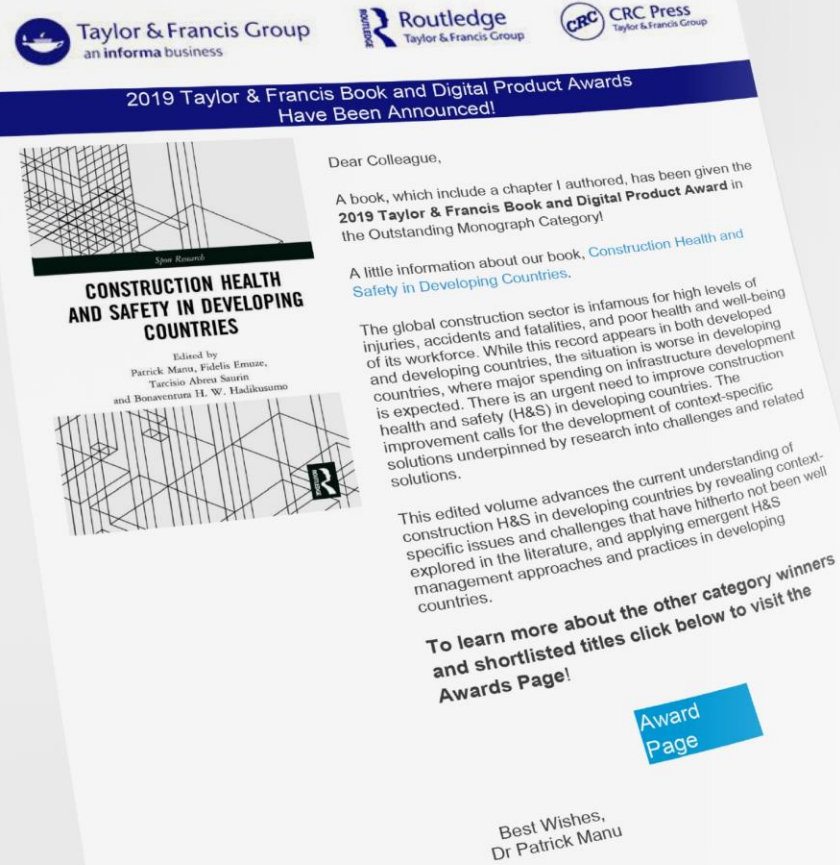 Taylor & Francis Group
an informa business
ROUTLEDGE
Routledge
Taylor & Francis Group
CRC
CRC Press
Taylor & Francis Group
2019 Taylor & Francis Book and Digital Product Awards
Have Been Announced!
Spon Research
CONSTRUCTION HEALTH
AND SAFETY IN DEVELOPING
COUNTRIES
Edited by
Patrick Manu, Fidelis Emuze,
Tarcisio Abreu Saurin
and Bonaventura H. W. Hadikusumo
ROUTLEDGE
Dear Colleague,
A book, which include a chapter I authored, has been given the
2019 Taylor & Francis Book and Digital Product Award in
the Outstanding Monograph Category!
A little information about our book, Construction Health and
Safety in Developing Countries.
The global construction sector is infamous for high levels of
injuries, accidents and fatalities, and poor health and well-being
of its workforce. While this record appears in both developed
and developing countries, the situation is worse in developing
countries, where major spending on infrastructure development
is expected. There is an urgent need to improve construction
health and safety (H&S) in developing countries. The
improvement calls for the development of context-specific
solutions underpinned by research into challenges and related
solutions.
This edited volume advances the current understanding of
construction H&S in developing countries by revealing context-
specific issues and challenges that have hitherto not been well
explored in the literature, and applying emergent H&S
management approaches and practices in developing
countries.
To learn more about the other category winners
and shortlisted titles click below to visit the
Awards Page!
Award
Page
Best Wishes,
Dr Patrick Manu